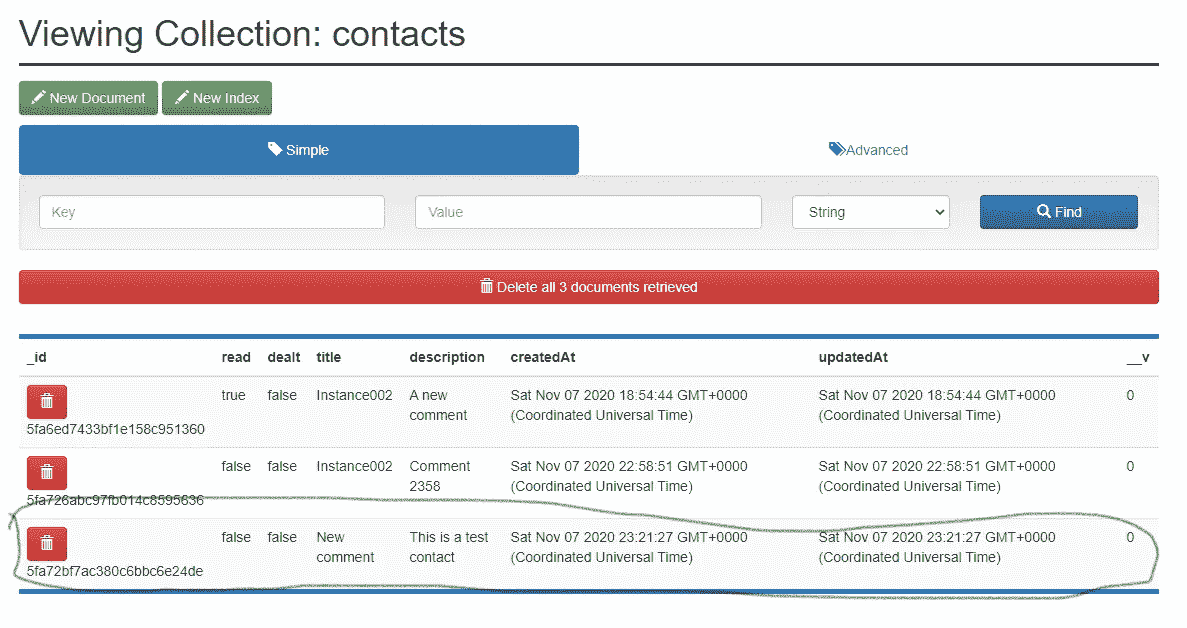 Viewing Collection: contacts
New Document New Index
Simple Advanced
Key Value String Find
Delete all 3 documents retrieved
_id read dealt title description createdAt updatedAt __v
true false Instance002 A new Sat Nov 07 2020 18:54:44 GMT+0000 Sat Nov 07 2020 18:54:44 GMT+0000 0
comment (Coordinated Universal Time) (Coordinated Universal Time)
5fa6ed7433bf1e158c951360
false false Instance002 Comment Sat Nov 07 2020 22:58:51 GMT+0000 Sat Nov 07 2020 22:58:51 GMT+0000 0
2358 (Coordinated Universal Time) (Coordinated Universal Time)
5fa726abc97fb014c8595636
false false New This is a test Sat Nov 07 2020 23:21:27 GMT+0000 Sat Nov 07 2020 23:21:27 GMT+0000 0
comment contact (Coordinated Universal Time) (Coordinated Universal Time)
5fa72bf7ac380c6bbc6e24de